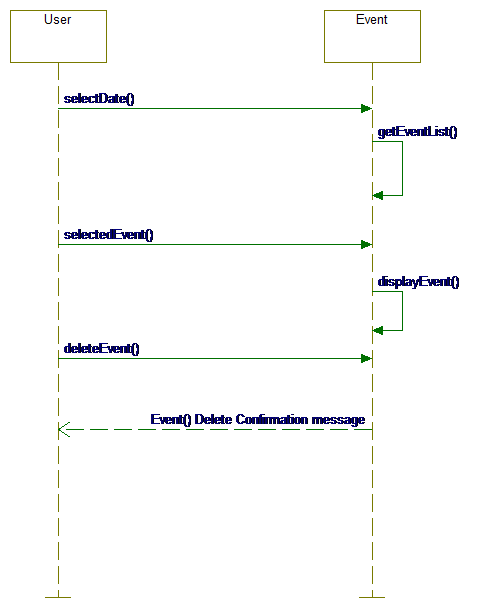 User
Event
selectDate()
getEventList()
selectedEvent()
displayEvent()
deleteEvent()
Event() Delete Confirmation message